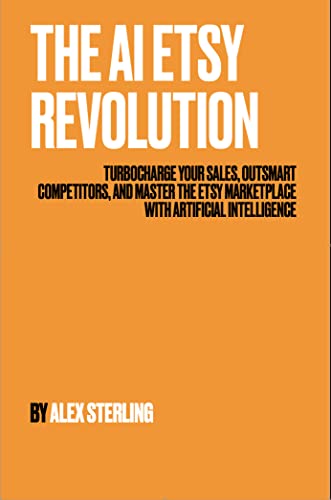 THE AI ETSY
REVOLUTION
TURBOCHARGE YOUR SALES, OUTSMART
COMPETITORS, AND MASTER THE ETSY MARKETPLACE
WITH ARTIFICIAL INTELLIGENCE
BY ALEX STERLING